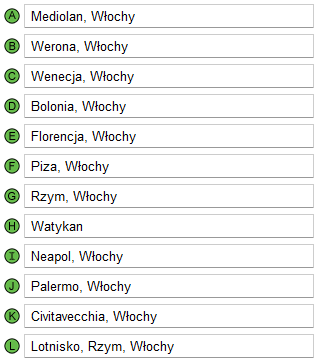 A Mediolan, Włochy
B Werona, Włochy
C Wenecja, Włochy
D Bolonia, Włochy
E Florencja, Włochy
F Piza, Włochy
G Rzym, Włochy
H Watykan
I Neapol, Włochy
J Palermo, Włochy
K Civitavecchia, Włochy
L Lotnisko, Rzym, Włochy